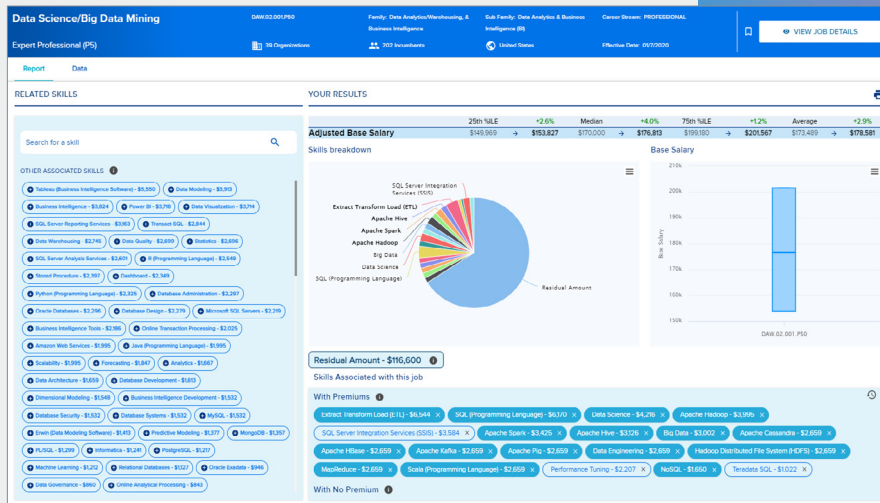 Data Science/Big Data Mining
DAW.02.001.P50
Family: Data Analytics/Warehousing, & Business Intelligence
Sub Family: Data Analytics & Business Intelligence (BI)
Career Stream: PROFESSIONAL
VIEW JOB DETAILS
Expert Professional (P5)
39 Organizations
202 Incumbents
United States
Effective Date: 01/7/2020
Report
Data
RELATED SKILLS
Search for a skill
OTHER ASSOCIATED SKILLS
Tableau (Business Intelligence Software) - $5,550
Data Modeling - $3,913
Business Intelligence - $3,824
Power BI - $3,718
Data Visualization - $3,714
SQL Server Reporting Services - $3,163
Transact SQL - $2,844
Data Warehousing - $2,746
Data Quality - $2,699
Statistics - $2,696
SQL Server Analysis Services - $2,601
R (Programming Language) - $2,549
Stored Procedure - $2,397
Dashboard - $2,349
Python (Programming Language) - $2,325
Database Administration - $2,297
Oracle Databases - $2,296
Database Design - $2,279
Microsoft SQL Servers - $2,219
Business Intelligence Tools - $2,186
Online Transaction Processing - $2,025
Amazon Web Services - $1,995
Java (Programming Language) - $1,995
Scalability - $1,995
Forecasting - $1,847
Analytics - $1,667
Data Architecture - $1,659
Database Development - $1,613
Dimensional Modeling - $1,548
Business Intelligence Development - $1,532
Database Security - $1,532
Database Systems - $1,532
MySQL - $1,532
Erwin (Data Modeling Software) - $1,413
Predictive Modeling - $1,377
MongoDB - $1,357
PL/SQL - $1,299
Informatica - $1,241
PostgreSQL - $1,217
Machine Learning - $1,212
Relational Databases - $1,127
Oracle Exadata - $946
Data Governance - $860
Online Analytical Processing - $643
YOUR RESULTS
25th %ILE +2.6% Median +4.0% 75th %ILE +1.2% Average +2.9%
Adjusted Base Salary $149,969 → $153,827 $170,000 → $176,813 $199,180 → $201,567 $173,489 → $178,581
Skills breakdown
SQL Server Integration
Services (SSIS)
Extract Transform Load (ETL)
Apache Hive
Apache Spark
Apache Hadoop
Big Data
Data Science
SQL (Programming Language)
Residual Amount
Base Salary
210k
200k
190k
180k
170k
160k
150k
Base Salary
DAW.02.001.P50
Residual Amount - $116,600
Skills Associated with this job
With Premiums
Extract Transform Load (ETL) - $6,544 ×
SQL (Programming Language) - $6,170 ×
Data Science - $4,216 ×
Apache Hadoop - $3,995 ×
SQL Server Integration Services (SSIS) - $3,584 ×
Apache Spark - $3,425 ×
Apache Hive - $3,126 ×
Big Data - $3,002 ×
Apache Cassandra - $2,659 ×
Apache HBase - $2,659 ×
Apache Kafka - $2,659 ×
Apache Pig - $2,659 ×
Data Engineering - $2,659 ×
Hadoop Distributed File System (HDFS) - $2,659 ×
MapReduce - $2,659 ×
Scala (Programming Language) - $2,659 ×
Performance Tuning - $2,207 ×
NoSQL - $1,650 ×
Teradata SQL - $1,022 ×
With No Premium